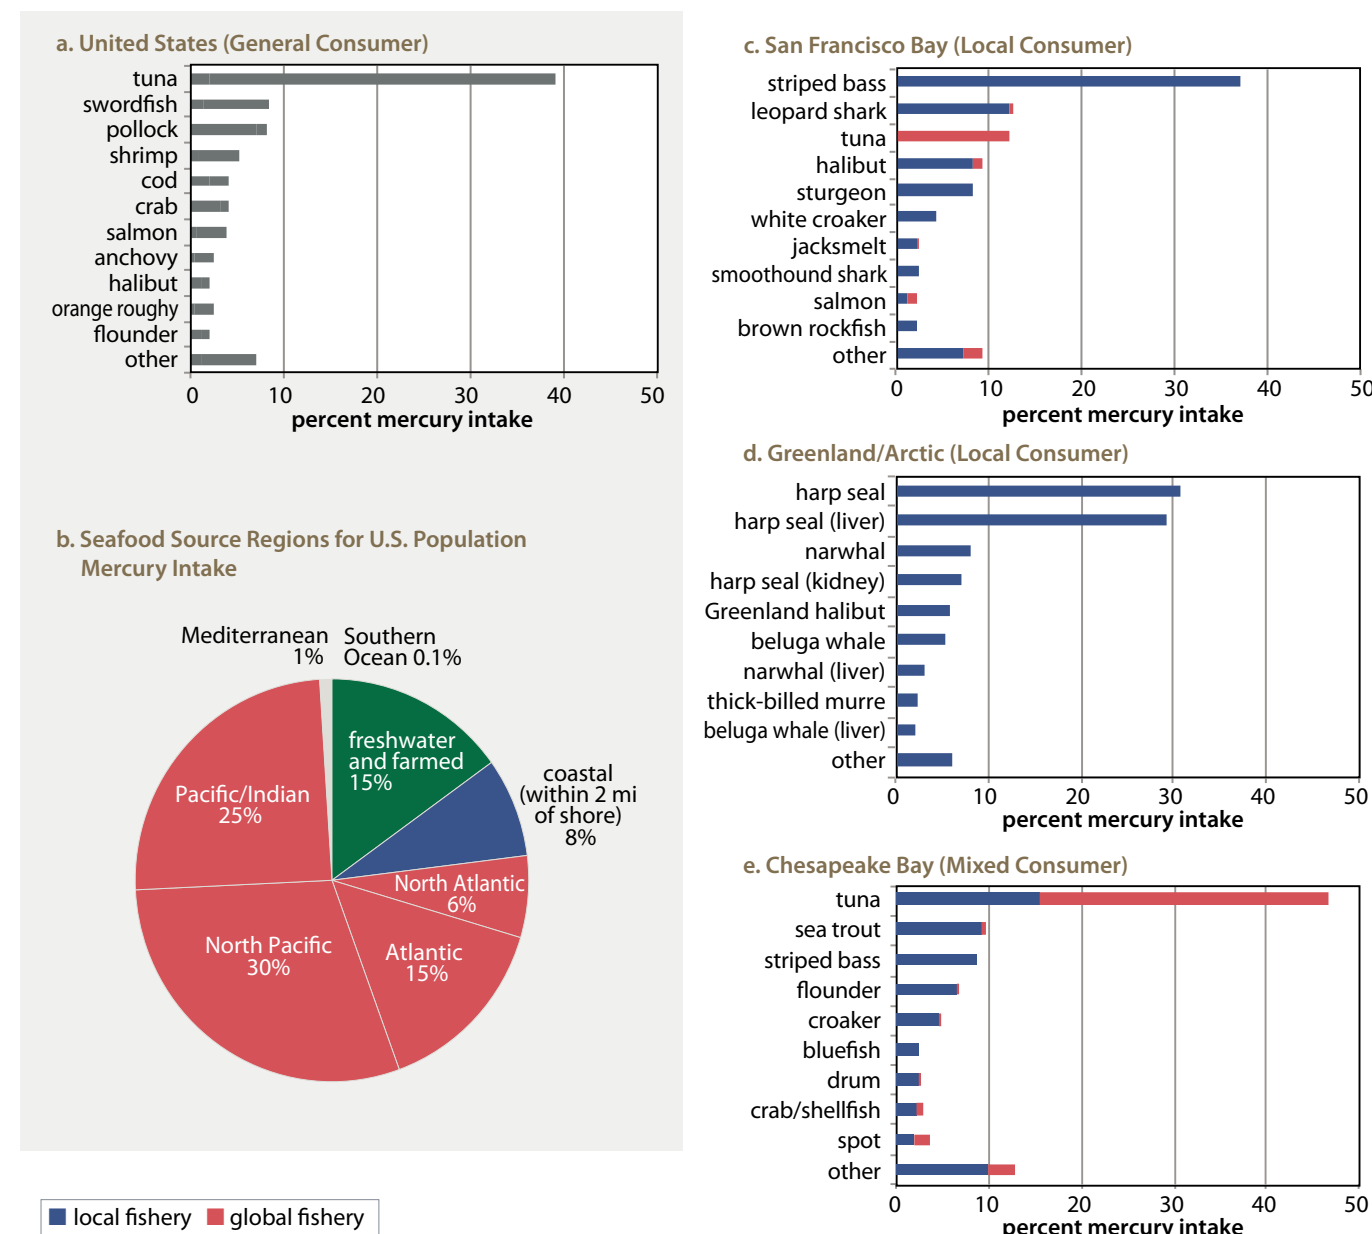 a. United States (General Consumer)
tuna
swordfish
pollock
shrimp
cod
crab
salmon
anchovy
halibut
orange roughy
flounder
other
0 10 20 30 40 50
percent mercury intake
b. Seafood Source Regions for U.S. Population
Mercury Intake
Mediterranean
1%
Southern
Ocean 0.1%
freshwater
and farmed
15%
coastal
(within 2 mi
of shore)
8%
Pacific/Indian
25%
North Atlantic
6%
North Pacific
30%
Atlantic
15%
local fishery global fishery
c. San Francisco Bay (Local Consumer)
striped bass
leopard shark
tuna
halibut
sturgeon
white croaker
jacksmelt
smoothound shark
salmon
brown rockfish
other
0 10 20 30 40 50
percent mercury intake
d. Greenland/Arctic (Local Consumer)
harp seal
harp seal (liver)
narwhal
harp seal (kidney)
Greenland halibut
beluga whale
narwhal (liver)
thick-billed murre
beluga whale (liver)
other
0 10 20 30 40 50
percent mercury intake
e. Chesapeake Bay (Mixed Consumer)
tuna
sea trout
striped bass
flounder
croaker
bluefish
drum
crab/shellfish
spot
other
0 10 20 30 40 50
percent mercury intake